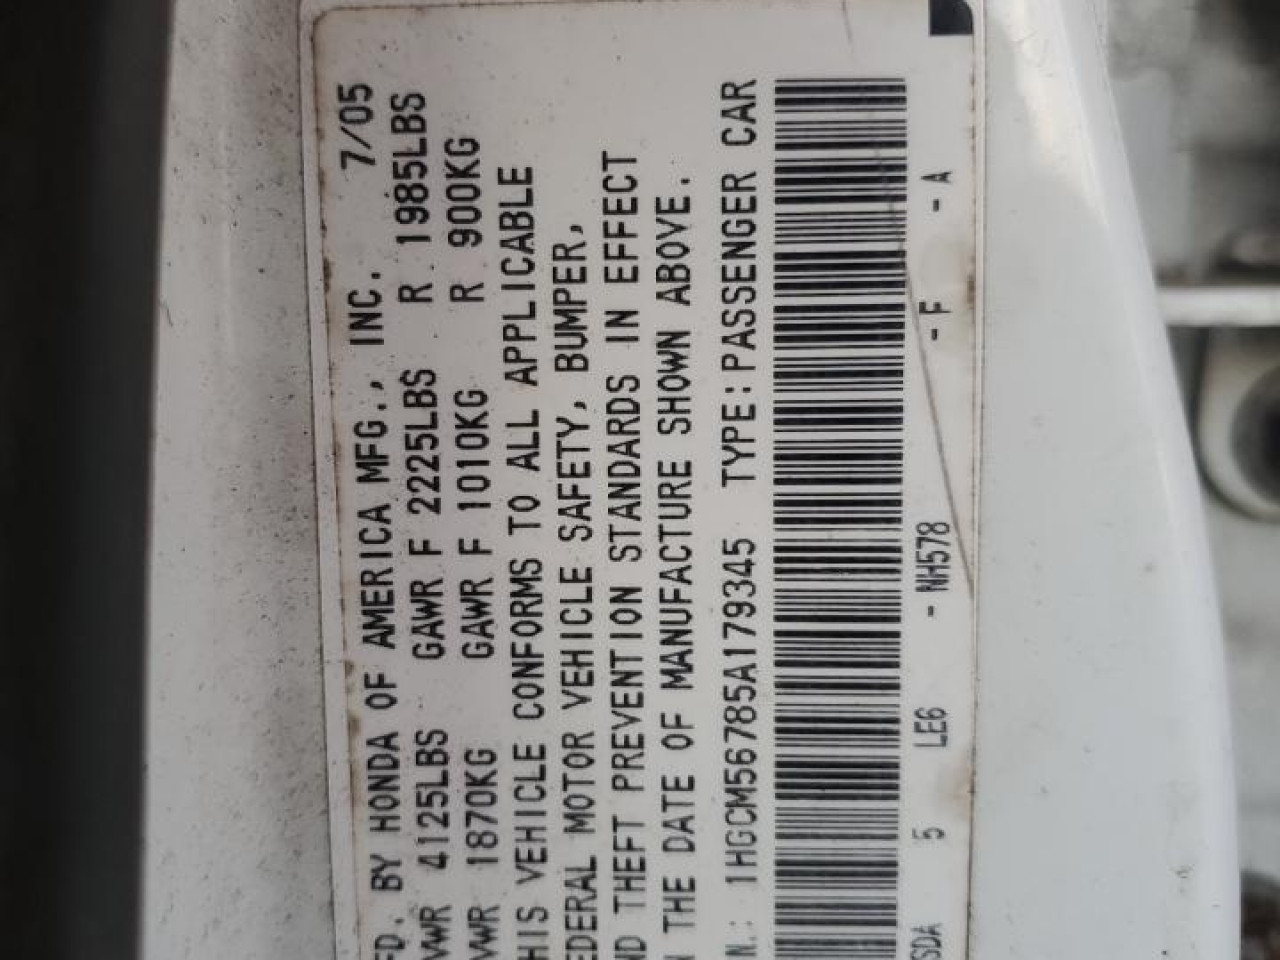 FD. BY HONDA OF AMERICA MFG., INC. 7/05
VWR 4125LBS GAWR F 2225LBS R 1985LBS
VWR 1870KG GAWR F 1010KG R 900KG
HIS VEHICLE CONFORMS TO ALL APPLICABLE
EDERAL MOTOR VEHICLE SAFETY, BUMPER,
ND THEFT PREVENTION STANDARDS IN EFFECT
N THE DATE OF MANUFACTURE SHOWN ABOVE.
N.: 1HGCM56785A179345 TYPE:PASSENGER CAR
SDA 5 LE6 - NH578 - F - A